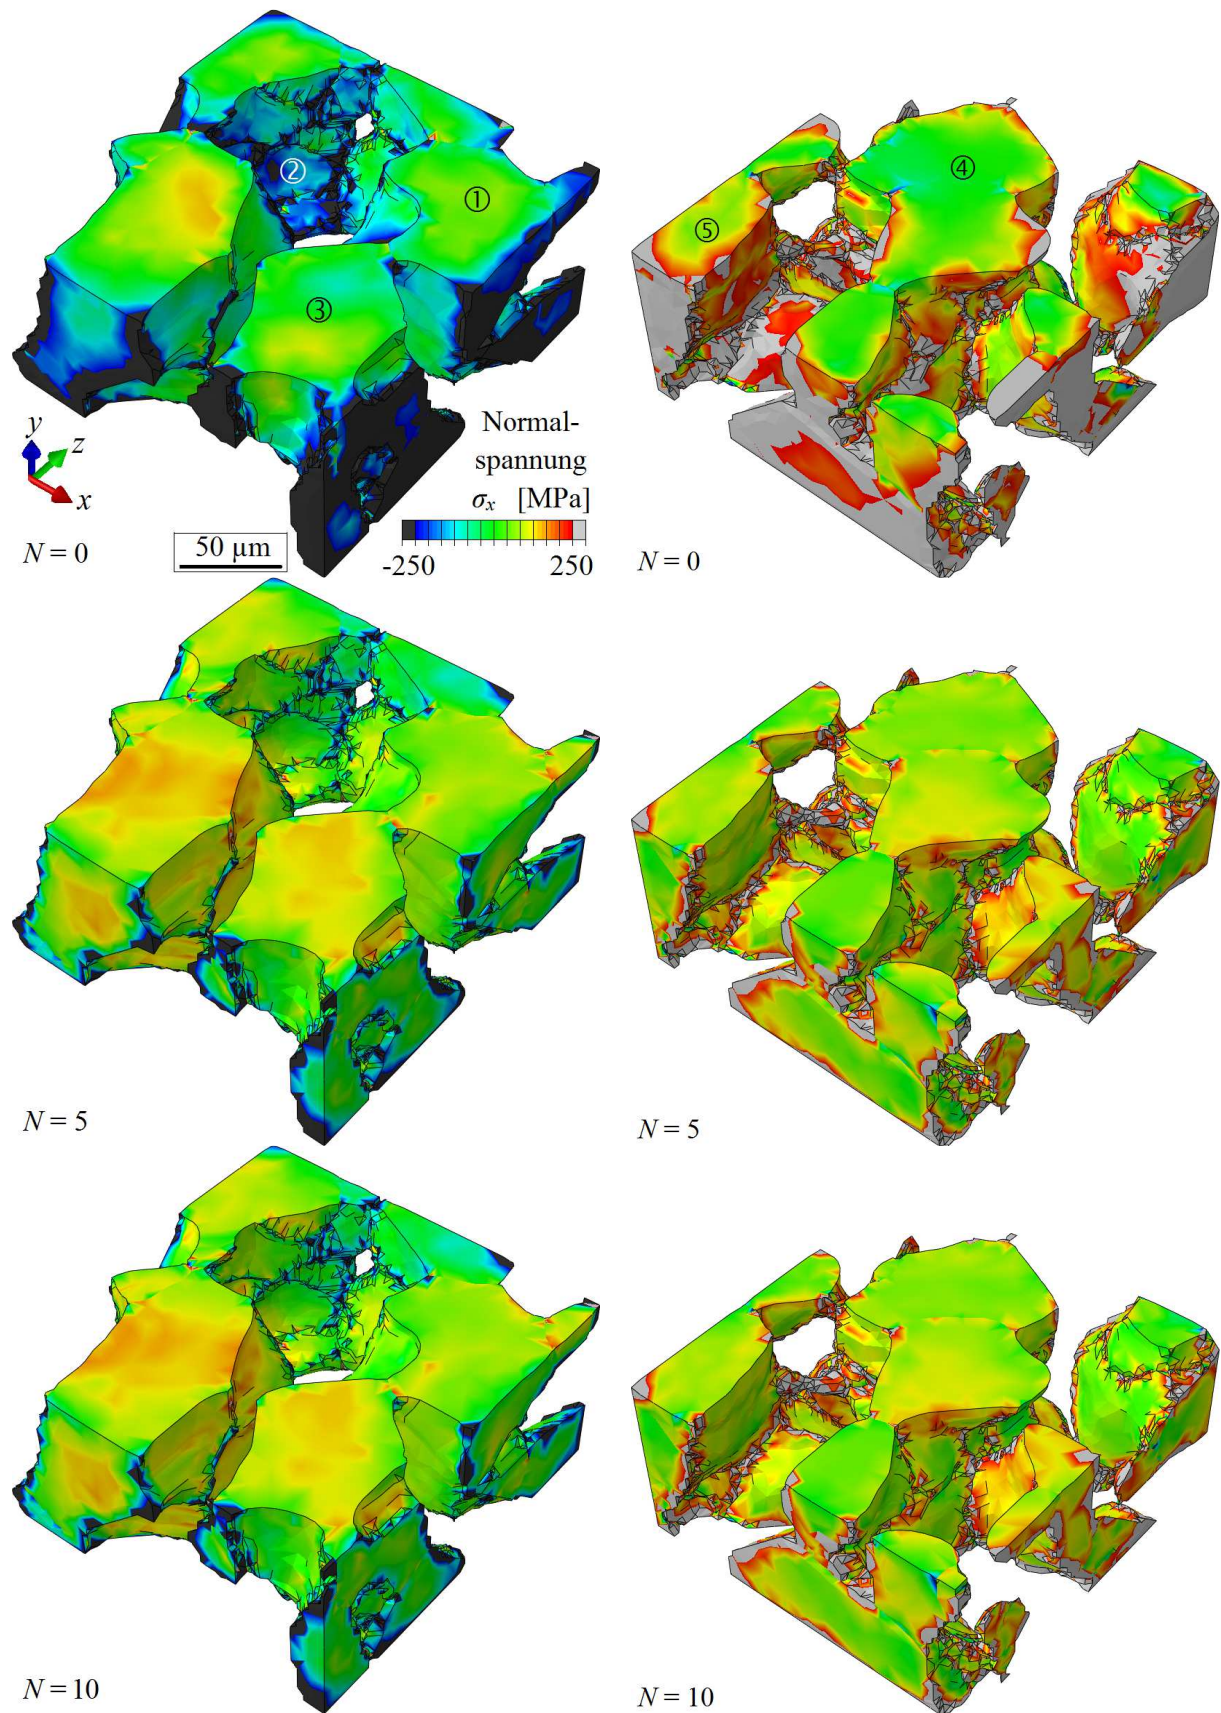 ②
①
④
⑤
③
y
z
x
Normal-
spannung
σx [MPa]
-250 250
50 µm
N = 0
N = 0
N = 5
N = 5
N = 10
N = 10